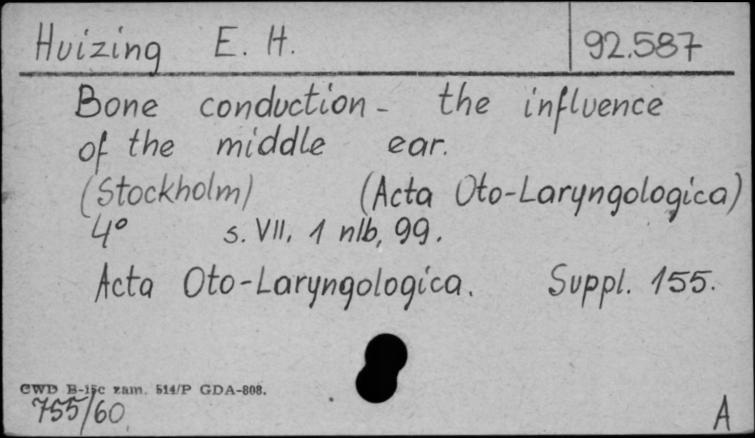 Huizing E. H. 92.587
Bone conduction - the influence
of the middle ear.
(Stockholm) (Acta Oto-Laryngologica)
4° s. VII, 1 nlb, 99.
Acta Oto-Laryngologica. Suppl. 155.
CWD B-15c zam. 514/P GDA-808.
755/60
A